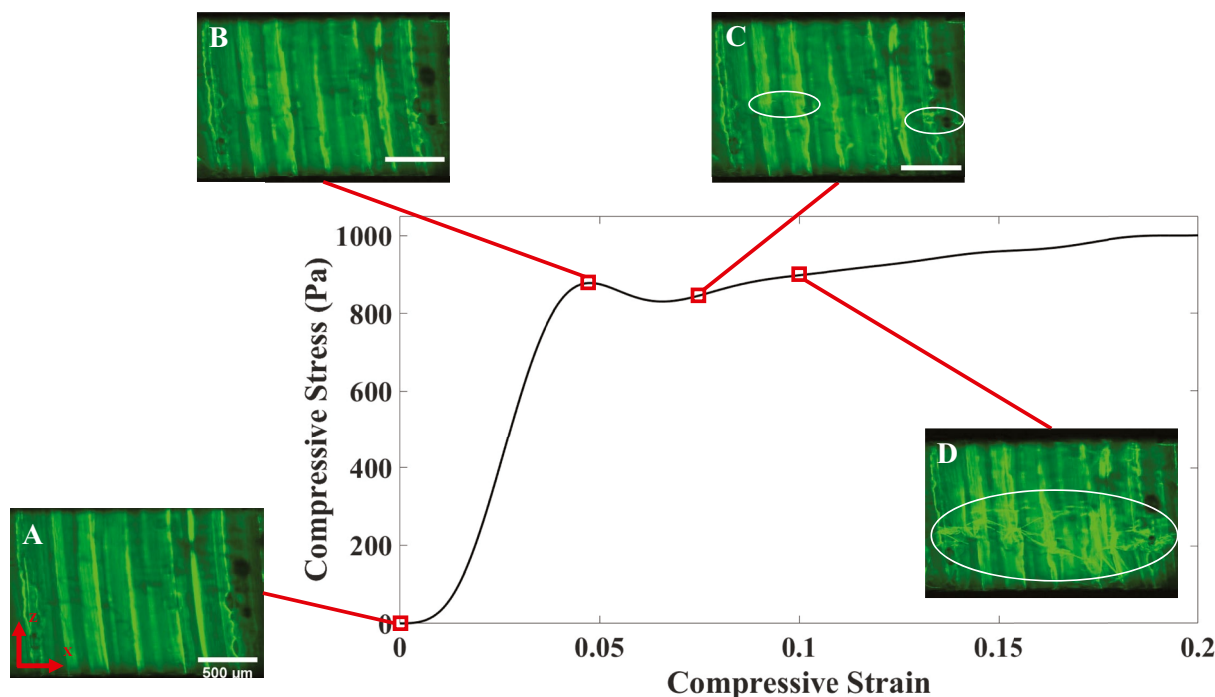 B
C
1000
800
600
400
200
0
Compressive Stress (Pa)
A
z
x
500 μm
D
0
0.05
0.1
0.15
0.2
Compressive Strain